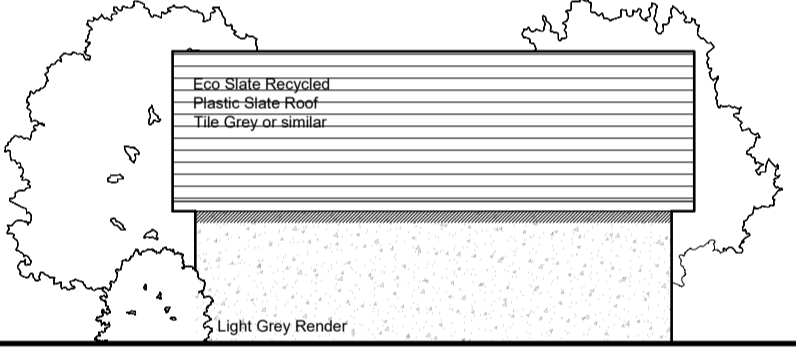 Eco Slate Recycled
Plastic Slate Roof
Tile Grey or similar
Light Grey Render